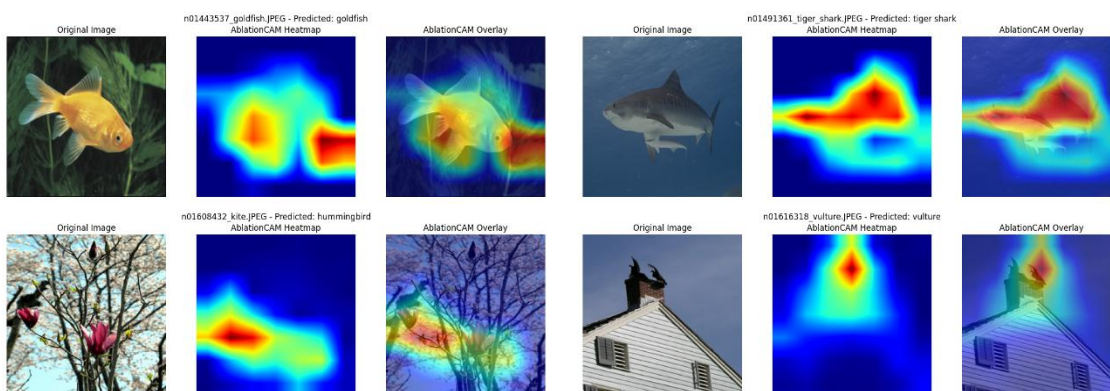 n01443537_goldfish.JPEG - Predicted: goldfish
Original Image
AblationCAM Heatmap
AblationCAM Overlay
n01491361_tiger_shark.JPEG - Predicted: tiger shark
Original Image
AblationCAM Heatmap
AblationCAM Overlay
n01608432_kite.JPEG - Predicted: hummingbird
Original Image
AblationCAM Heatmap
AblationCAM Overlay
n01616318_vulture.JPEG - Predicted: vulture
Original Image
AblationCAM Heatmap
AblationCAM Overlay